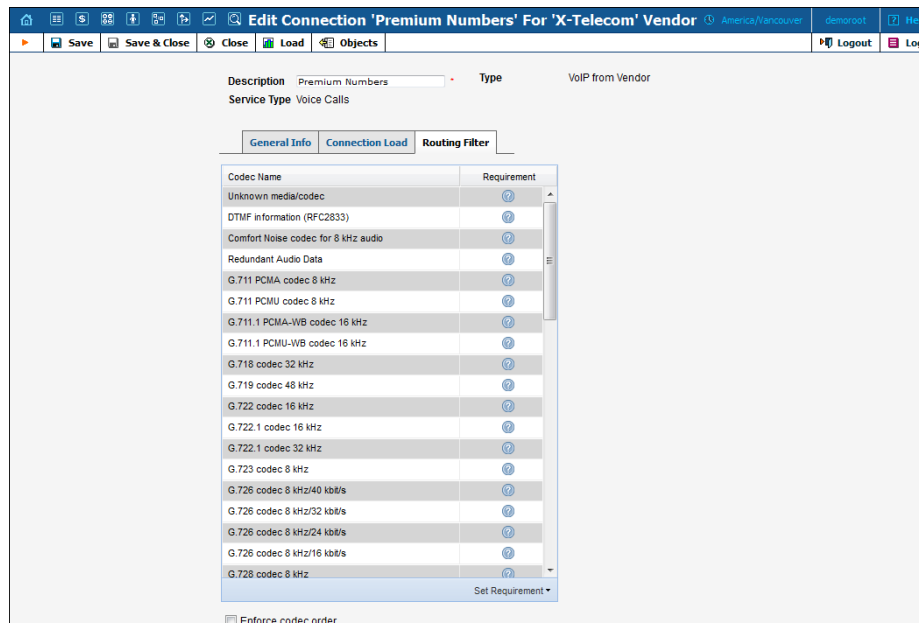 Edit Connection 'Premium Numbers' For 'X-Telecom' Vendor America/Vancouver demoroot ? He
Save Save & Close Close Load Objects Logout Lo
Description Premium Numbers * Type VoIP from Vendor
Service Type Voice Calls
General Info Connection Load Routing Filter
Codec Name Requirement
Unknown media/codec ?
DTMF information (RFC2833) ?
Comfort Noise codec for 8 kHz audio ?
Redundant Audio Data ?
G.711 PCMA codec 8 kHz ?
G.711 PCMU codec 8 kHz ?
G.711.1 PCMA-WB codec 16 kHz ?
G.711.1 PCMU-WB codec 16 kHz ?
G.718 codec 32 kHz ?
G.719 codec 48 kHz ?
G.722 codec 16 kHz ?
G.722.1 codec 16 kHz ?
G.722.1 codec 32 kHz ?
G.723 codec 8 kHz ?
G.726 codec 8 kHz/40 kbit/s ?
G.726 codec 8 kHz/32 kbit/s ?
G.726 codec 8 kHz/24 kbit/s ?
G.726 codec 8 kHz/16 kbit/s ?
G.728 codec 8 kHz ?
Set Requirement
Enforce codec order